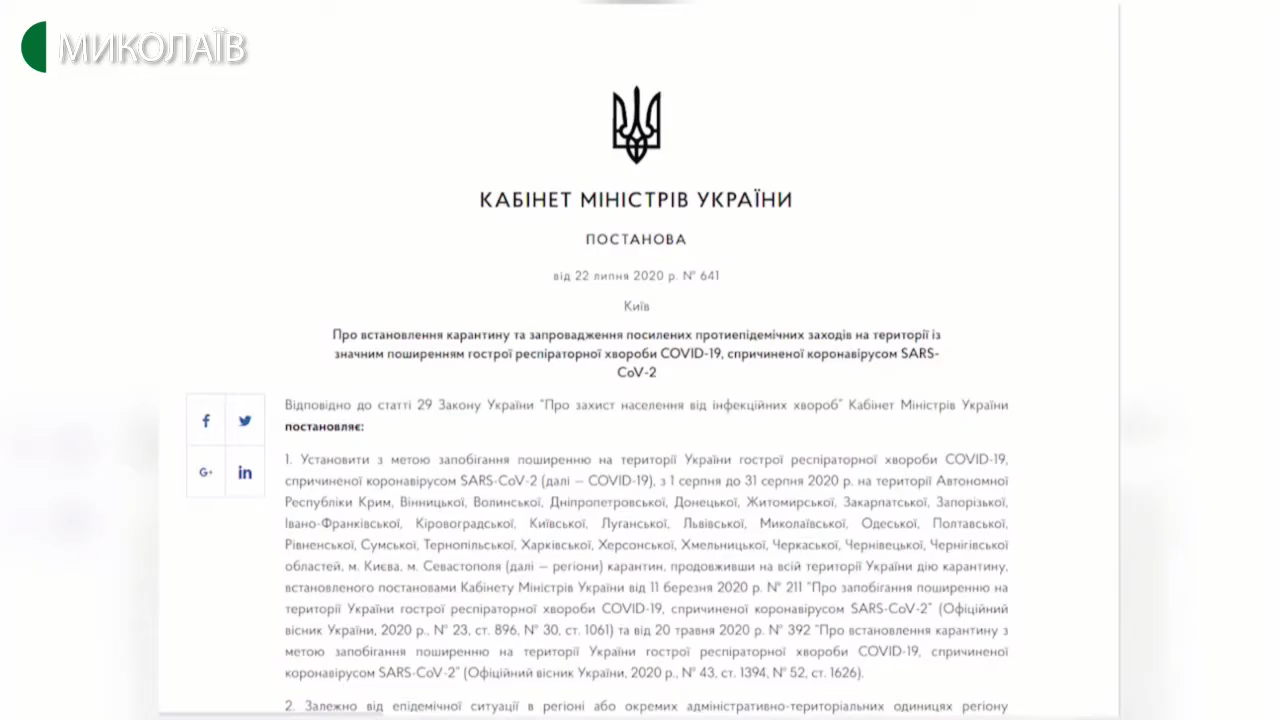 МИКОЛАЇВ
КАБІНЕТ МІНІСТРІВ УКРАЇНИ
ПОСТАНОВА
від 22 липня 2020 р. № 641
Київ
Про встановлення карантину та запровадження посилених протиепідемічних заходів на території із
значним поширенням гострої респіраторної хвороби COVID-19, спричиненої коронавірусом SARS-
CoV-2
Відповідно до статті 29 Закону України "Про захист населення від інфекційних хвороб" Кабінет Міністрів України
постановляє:
1. Установити з метою запобігання поширенню на території України гострої респіраторної хвороби COVID-19,
спричиненої коронавірусом SARS-CoV-2 (далі — COVID-19), з 1 серпня до 31 серпня 2020 р. на території Автономної
Республіки Крим, Вінницької, Волинської, Дніпропетровської, Донецької, Житомирської, Закарпатської, Запорізької,
Івано-Франківської, Кіровоградської, Київської, Луганської, Львівської, Миколаївської, Одеської, Полтавської,
Рівненської, Сумської, Тернопільської, Харківської, Херсонської, Хмельницької, Черкаської, Чернівецької, Чернігівської
областей, м. Києва, м. Севастополя (далі — регіони) карантин, продовживши на всій території України дію карантину,
встановленого постановами Кабінету Міністрів України від 11 березня 2020 р. № 211 "Про запобігання поширенню на
території України гострої респіраторної хвороби COVID-19, спричиненої коронавірусом SARS-CoV-2" (Офіційний
вісник України, 2020 р., № 23, ст. 896, № 30, ст. 1061) та від 20 травня 2020 р. № 392 "Про встановлення карантину з
метою запобігання поширенню на території України гострої респіраторної хвороби COVID-19, спричиненої
коронавірусом SARS-CoV-2" (Офіційний вісник України, 2020 р., № 43, ст. 1394, № 52, ст. 1626).
2. Залежно від епідемічної ситуації в регіоні або окремих адміністративно-територіальних одиницях регіону
f
G+
in